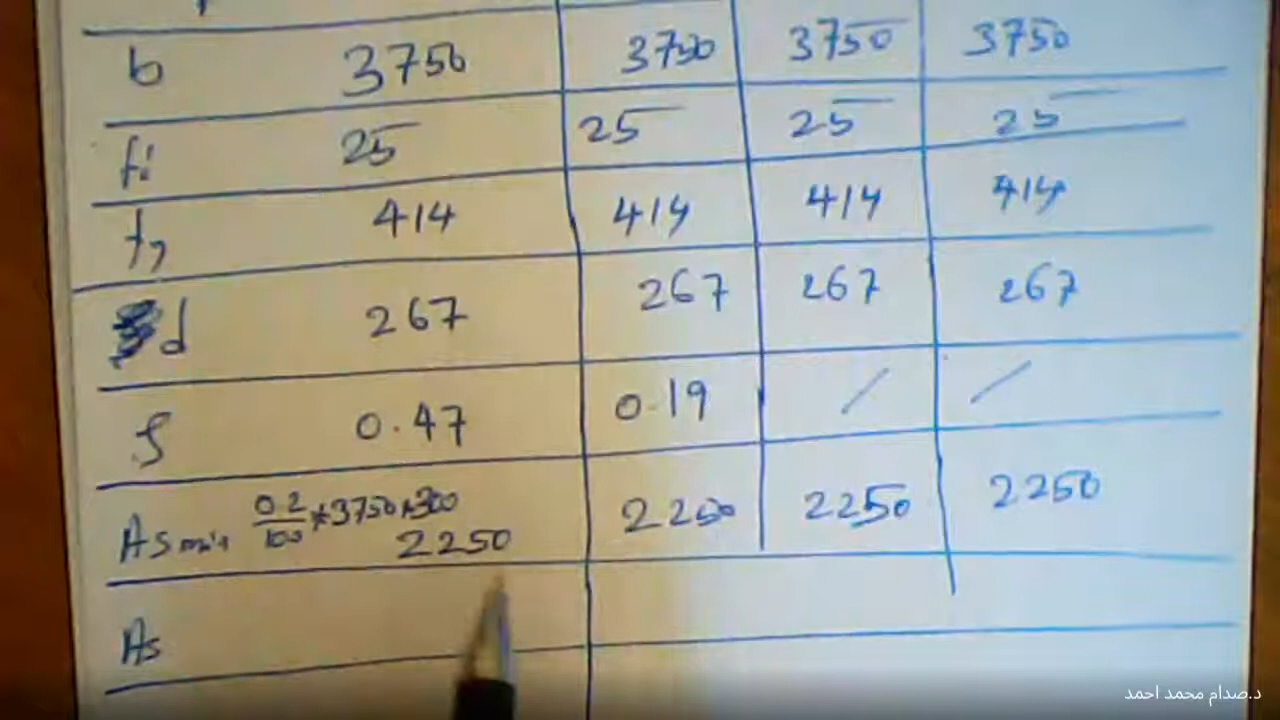 b 3750 3750 3750 3750
fc' 25 25 25 25
fy 414 414 414 414
d 267 267 267 267
ρ 0.47 0.19 / /
As min 0.2/100 * 3750 * 300 2250 2250 2250 2250
As
د.صدام محمد احمد